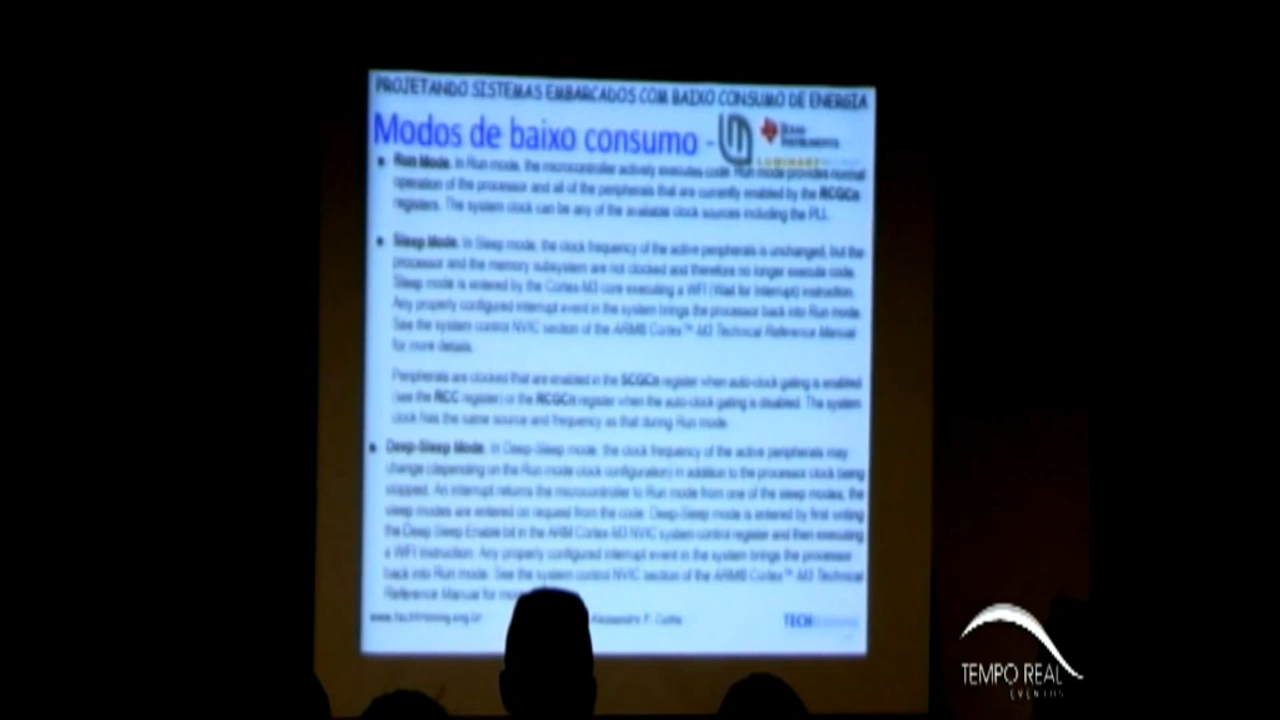 PROJETANDO SISTEMAS EMBARCADOS COM BAIXO CONSUMO DE ENERGIA
Modos de baixo consumo -
TEXAS
INSTRUMENTS
LUMINARY
• Run Mode. In Run mode, the microcontroller actively executes code. Run mode provides normal
operation of the processor and all of the peripherals that are currently enabled by the RCGCn
registers. The system clock can be any of the available clock sources including the PLL.
• Sleep Mode. In Sleep mode, the clock frequency of the active peripherals is unchanged, but the
processor and the memory subsystem are not clocked and therefore no longer execute code.
Sleep mode is entered by the Cortex-M3 core executing a WFI (Wait for Interrupt) instruction.
Any properly configured interrupt event in the system brings the processor back into Run mode.
See the system control NVIC section of the ARM® Cortex™-M3 Technical Reference Manual
for more details.
Peripherals are clocked that are enabled in the SCGCn register when auto-clock gating is enabled
(see the RCC register) or the RCGCn register when the auto-clock gating is disabled. The system
clock has the same source and frequency as that during Run mode.
• Deep-Sleep Mode. In Deep-Sleep mode, the clock frequency of the active peripherals may
change (depending on the Run mode clock configuration) in addition to the processor clock being
stopped. An interrupt returns the microcontroller to Run mode from one of the sleep modes, the
sleep modes are entered on request from the code. Deep-Sleep mode is entered by first writing
the Deep Sleep Enable bit in the ARM Cortex-M3 NVIC system control register and then executing
a WFI instruction. Any properly configured interrupt event in the system brings the processor
back into Run mode. See the system control NVIC section of the ARM® Cortex™-M3 Technical
Reference Manual for
Alessandro F. Cunha
TECH
TEMPO REAL
EVENTOS